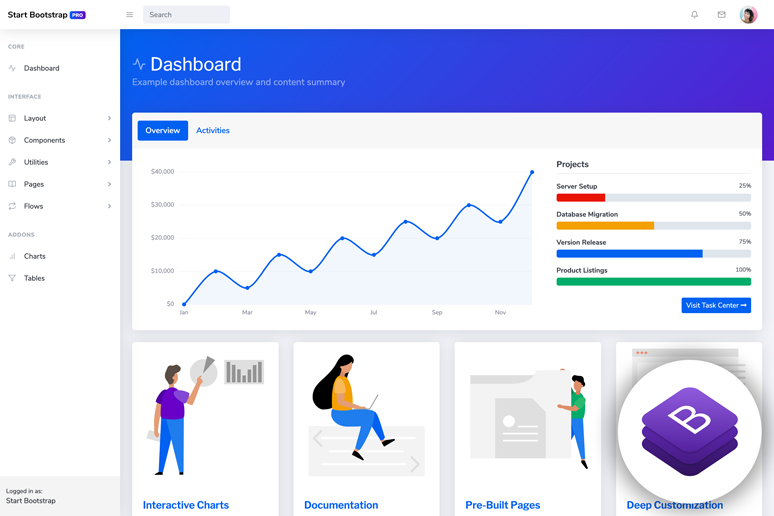 Start Bootstrap PRO
Search
CORE
Dashboard
INTERFACE
Layout
Components
Utilities
Pages
Flows
ADDONS
Charts
Tables
Logged in as:
Start Bootstrap
Dashboard
Example dashboard overview and content summary
Overview Activities
$40,000
$30,000
$20,000
$10,000
$0
Jan Mar May Jul Sep Nov
Projects
Server Setup 25%
Database Migration 50%
Version Release 75%
Product Listings 100%
Visit Task Center
B
Interactive Charts
Documentation
Pre-Built Pages
Deep Customization